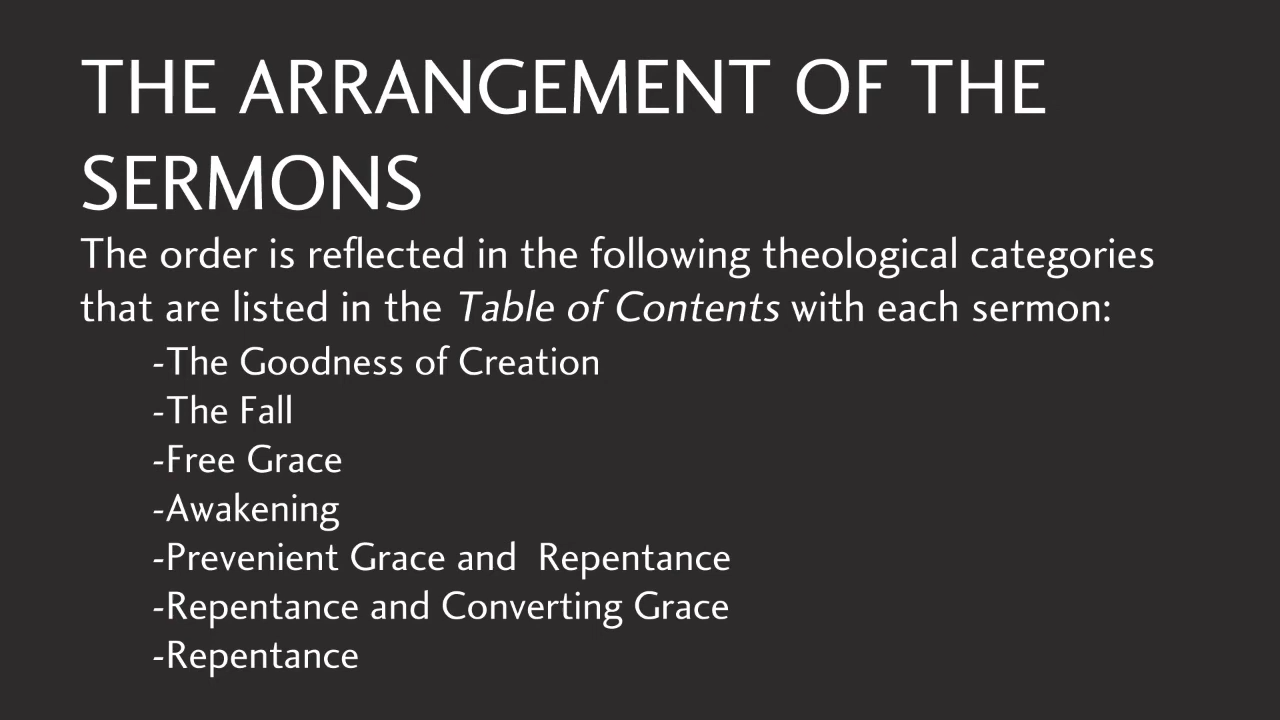 THE ARRANGEMENT OF THE
SERMONS
The order is reflected in the following theological categories
that are listed in the Table of Contents with each sermon:
-The Goodness of Creation
-The Fall
-Free Grace
-Awakening
-Prevenient Grace and  Repentance
-Repentance and Converting Grace
-Repentance